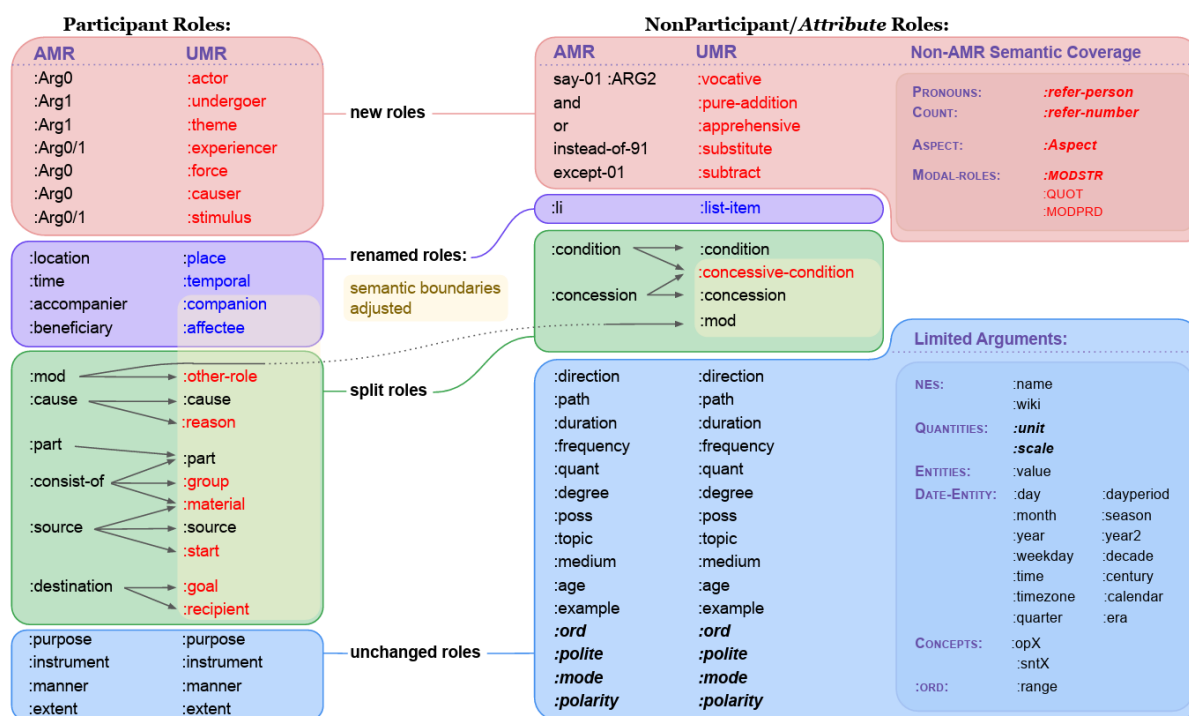 Participant Roles:
AMR UMR
:Arg0 :actor
:Arg1 :undergoer
:Arg1 :theme
:Arg0/1 :experiencer
:Arg0 :force
:Arg0 :causer
:Arg0/1 :stimulus
:location :place
:time :temporal
:accompanier :companion
:beneficiary :affectee
:mod :other-role
:cause :cause
:reason
:part :part
:consist-of :group
:material
:source :source
:start
:destination :goal
:recipient
:purpose :purpose
:instrument :instrument
:manner :manner
:extent :extent
new roles
renamed roles:
semantic boundaries
adjusted
split roles
unchanged roles
NonParticipant/Attribute Roles:
AMR UMR
say-01 :ARG2 :vocative
and :pure-addition
or :apprehensive
instead-of-91 :substitute
except-01 :subtract
:li :list-item
:condition :condition
:concessive-condition
:concession :concession
:mod
:direction :direction
:path :path
:duration :duration
:frequency :frequency
:quant :quant
:degree :degree
:poss :poss
:topic :topic
:medium :medium
:age :age
:example :example
:ord :ord
:polite :polite
:mode :mode
:polarity :polarity
Non-AMR Semantic Coverage
PRONOUNS: :refer-person
COUNT: :refer-number
ASPECT: :Aspect
MODAL-ROLES: :MODSTR
:QUOT
:MODPRD
Limited Arguments:
NES: :name
:wiki
QUANTITIES: :unit
:scale
ENTITIES: :value
DATE-ENTITY: :day :dayperiod
:month :season
:year :year2
:weekday :decade
:time :century
:timezone :calendar
:quarter :era
CONCEPTS: :opX
:sntX
:ORD: :range